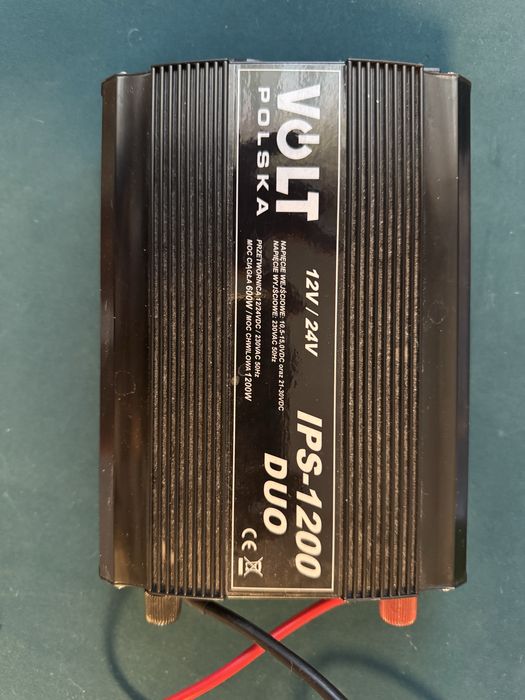 VOLT
POLSKA
12V / 24V
NAPIĘCIE WEJŚCIOWE: 10,5-15,0VDC oraz 21-30VDC
NAPIĘCIE WYJŚCIOWE: 230VAC 50Hz
PRZETWORNICA 12/24VDC / 230VAC 50Hz
MOC CIĄGŁA 600W / MOC CHWILOWA 1200W
IPS-1200
DUO
CE